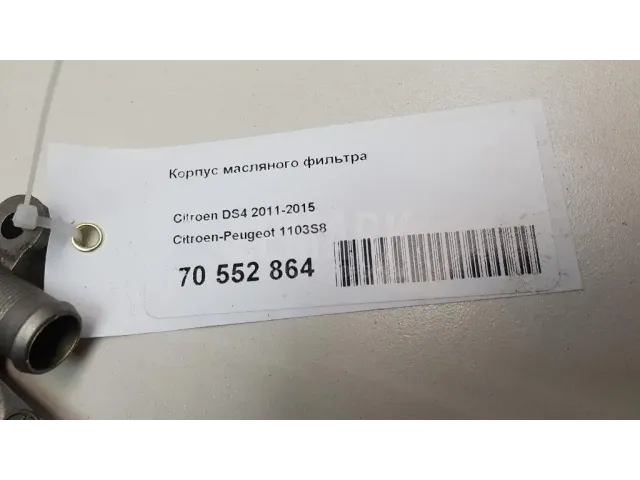 Корпус масляного фильтра
Citroen DS4 2011-2015
Citroen-Peugeot 1103S8
70 552 864